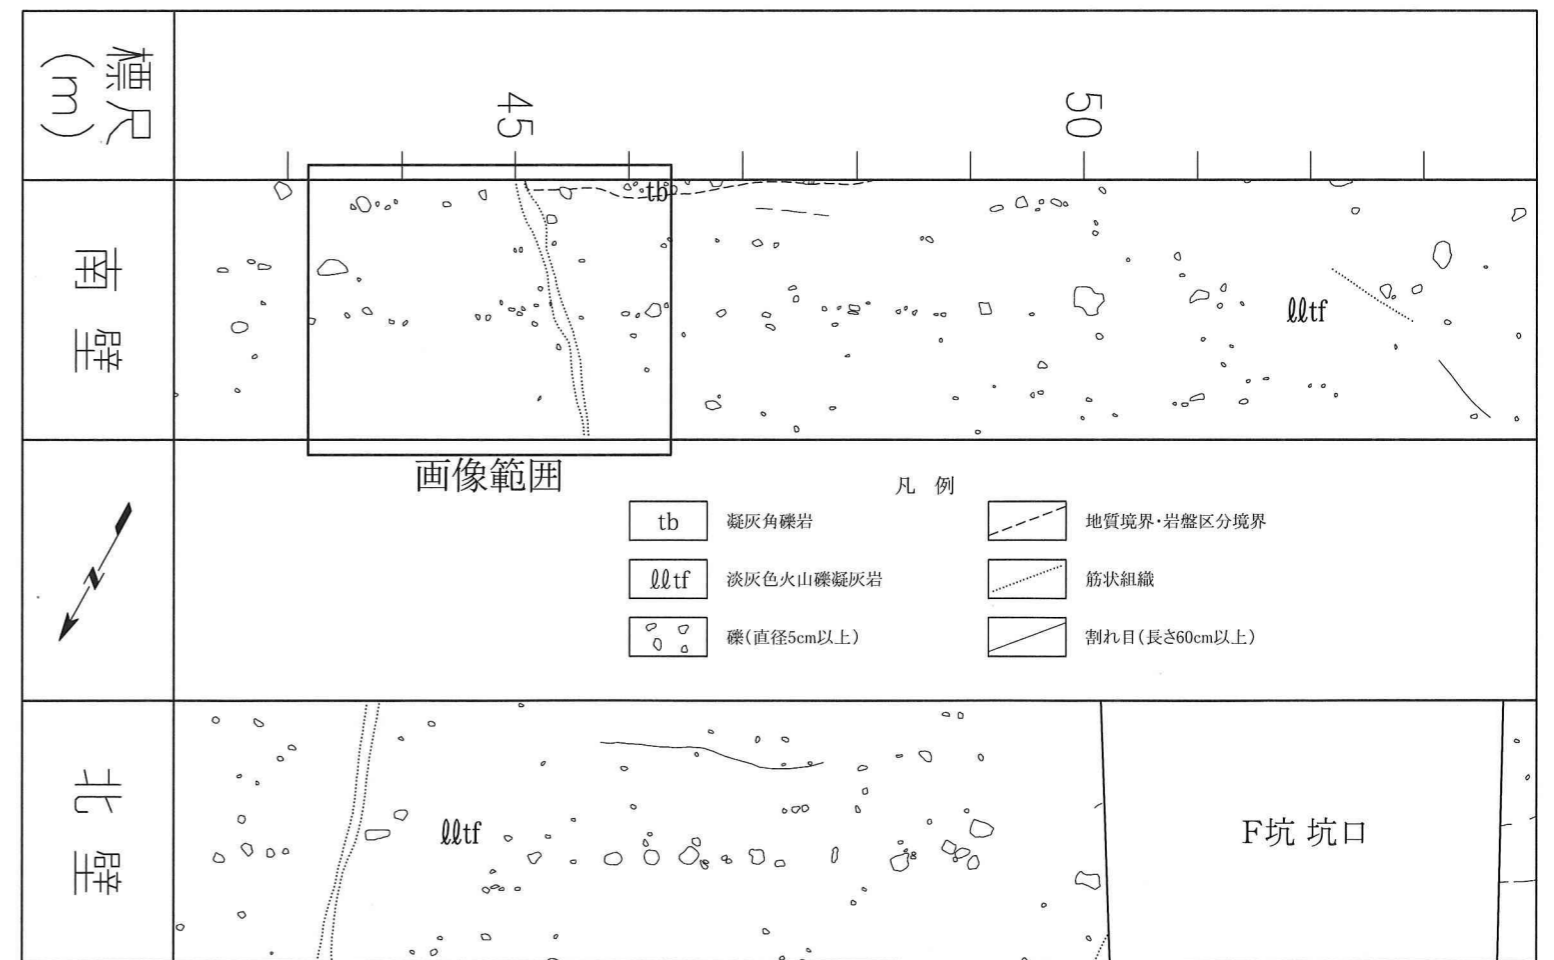 標尺
(m)
45
50
南壁
tb
ℓℓtf
画像範囲
凡 例
tb 凝灰角礫岩
地質境界・岩盤区分境界
ℓℓtf 淡灰色火山礫凝灰岩
筋状組織
礫(直径5cm以上)
割れ目(長さ60cm以上)
N
北壁
ℓℓtf
F坑 坑口